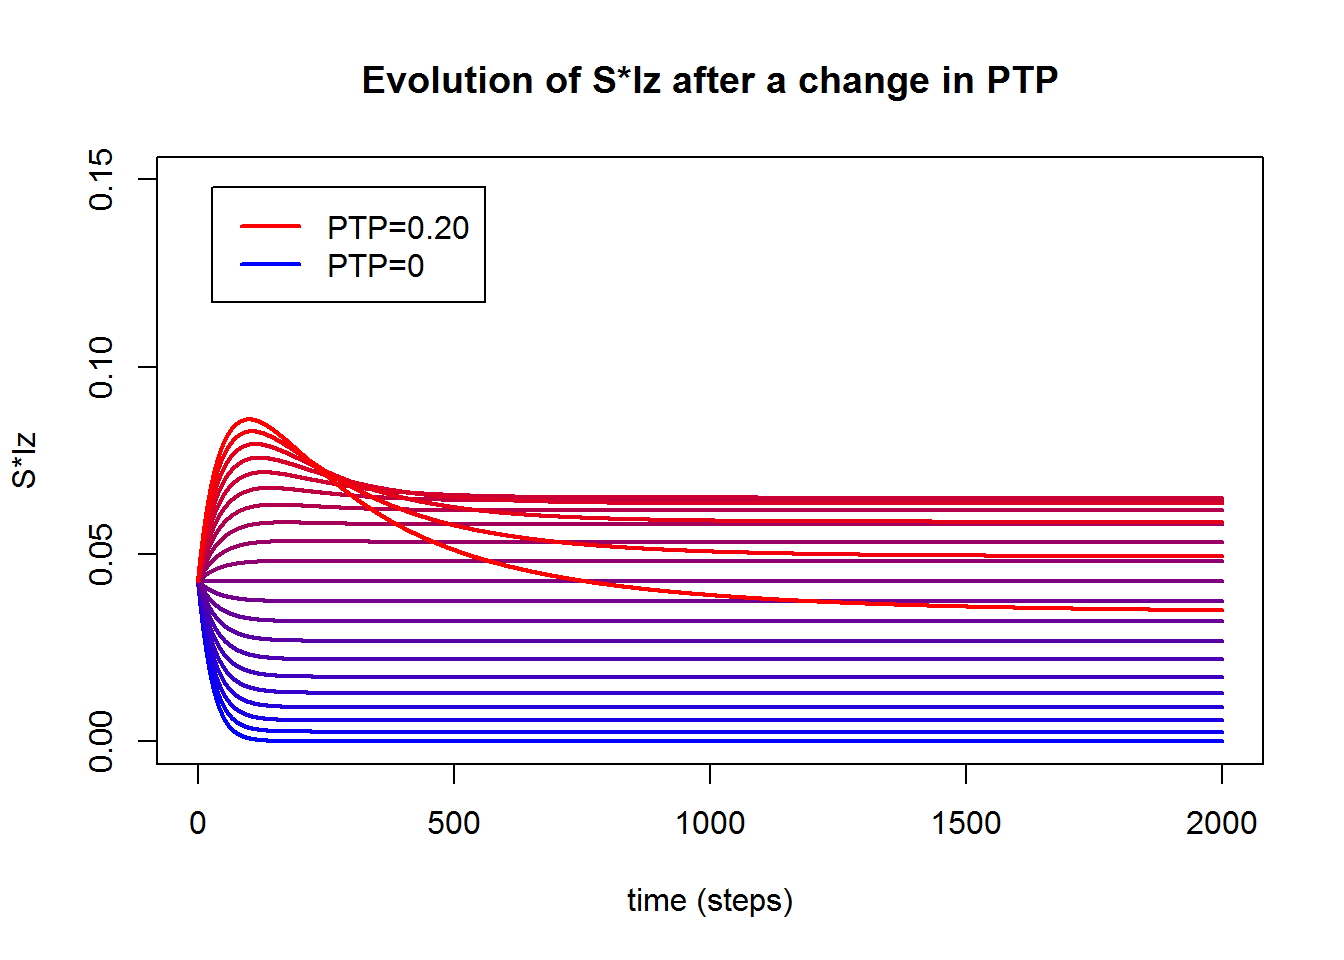 Evolution of S*Iz after a change in PTP
0.15
PTP=0.20
PTP=0
0.10
S*Iz
0.05
0.00
0 500 1000 1500 2000
time (steps)